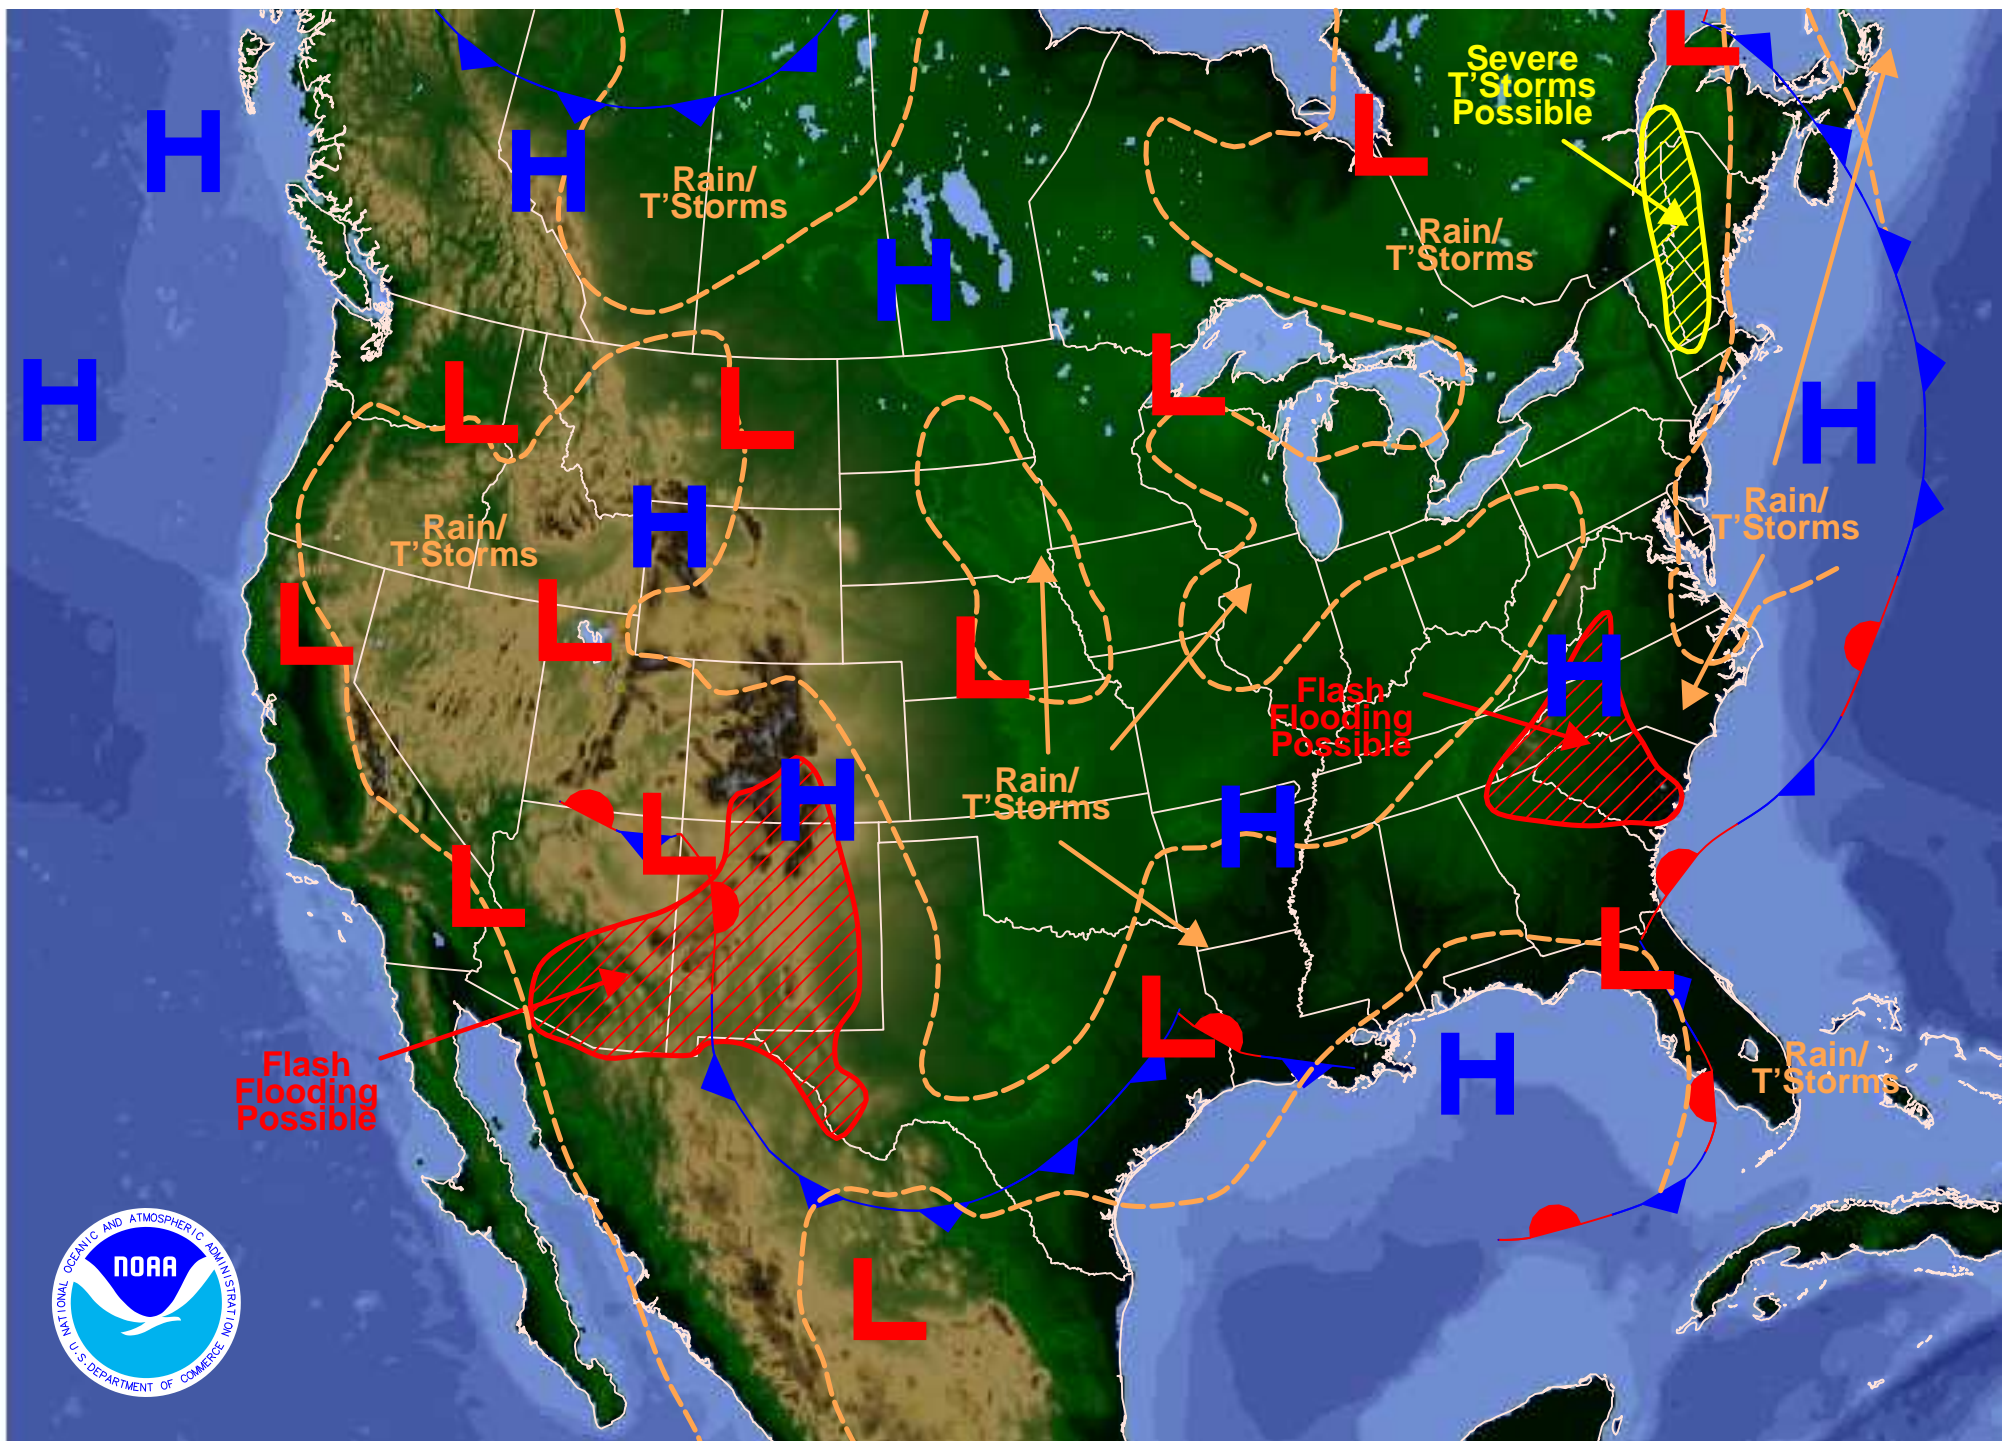 L
Severe
T'Storms
Possible
H
H
L
Rain/
T'Storms
Rain/
T'Storms
H
H
L
L
L
H
Rain/
T'Storms
H
Rain/
T'Storms
L
L
L
H
Flash
Flooding
Possible
Rain/
T'Storms
H
H
L
L
L
L
H
Flash
Flooding
Possible
Rain/
T'Storms
L
NATIONAL OCEANIC AND ATMOSPHERIC ADMINISTRATION
NOAA
U.S. DEPARTMENT OF COMMERCE